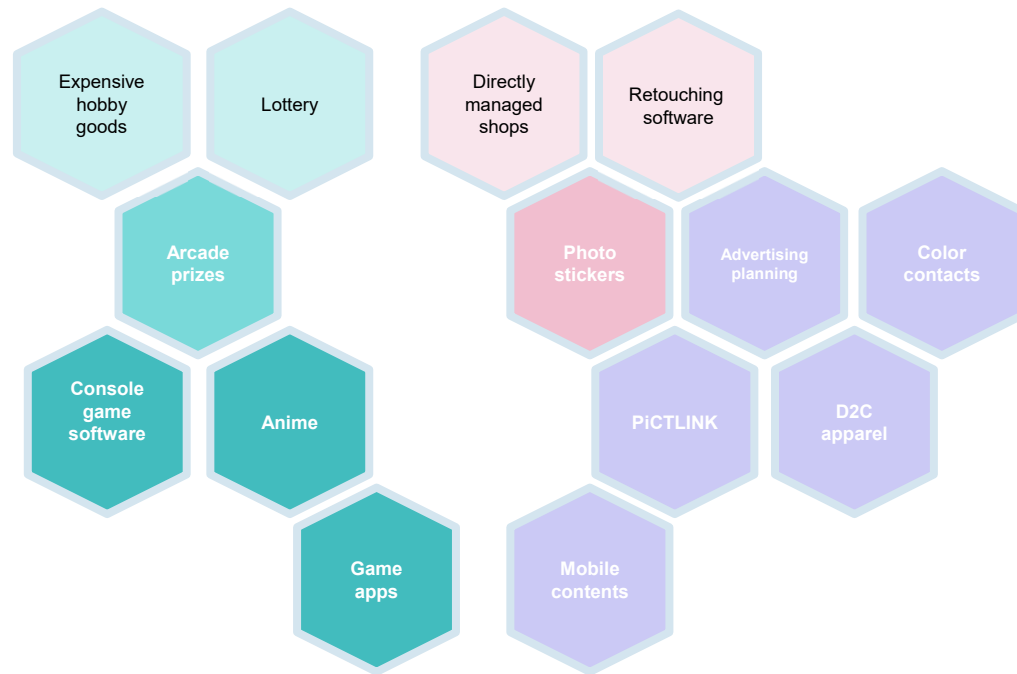 Expensive
hobby
goods
Lottery
Directly
managed
shops
Retouching
software
Arcade
prizes
Photo
stickers
Advertising
planning
Color
contacts
Console
game
software
Anime
PiCTLINK
D2C
apparel
Game
apps
Mobile
contents